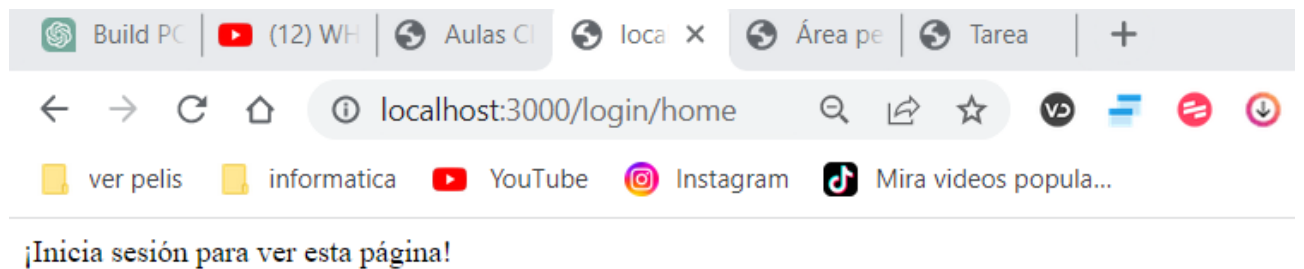 Build PC (12) WH Aulas Cl loca Área pe Tarea
localhost:3000/login/home
ver pelis informatica YouTube Instagram Mira videos popula...
¡Inicia sesión para ver esta página!